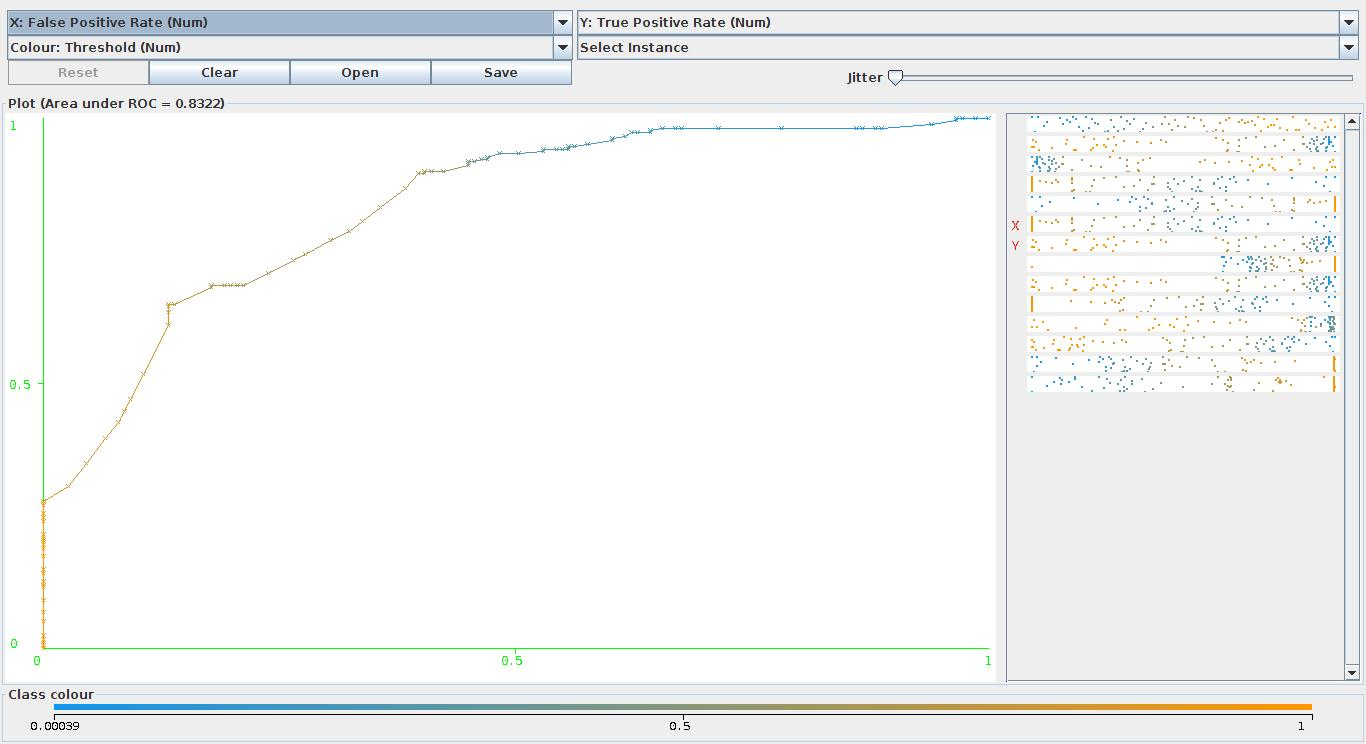 X: False Positive Rate (Num)
Y: True Positive Rate (Num)
Colour: Threshold (Num)
Select Instance
Reset
Clear
Open
Save
Jitter
Plot (Area under ROC = 0.8322)
1
0.5
0
0
0.5
1
X
Y
Class colour
0.00039
0.5
1